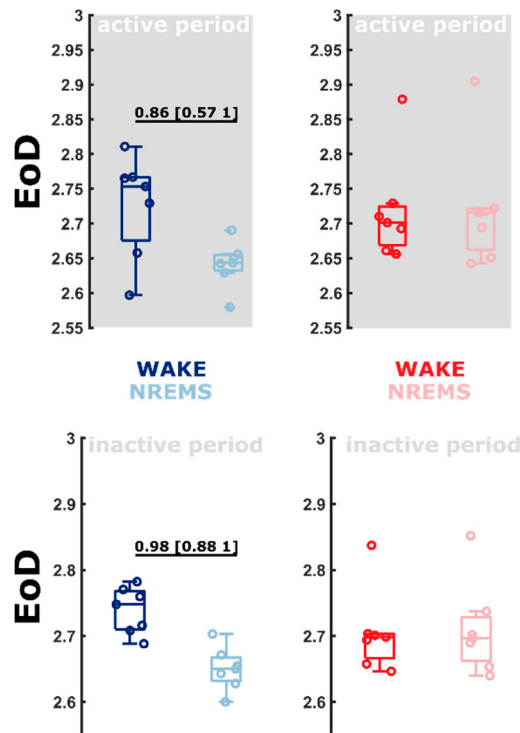 active period
active period
3
2.95
2.9
2.85
2.8
2.75
2.7
2.65
2.6
2.55
EoD
0.86 [0.57 1]
3
2.95
2.9
2.85
2.8
2.75
2.7
2.65
2.6
2.55
WAKE
NREMS
WAKE
NREMS
inactive period
inactive period
3
2.9
2.8
2.7
2.6
EoD
0.98 [0.88 1]
3
2.9
2.8
2.7
2.6